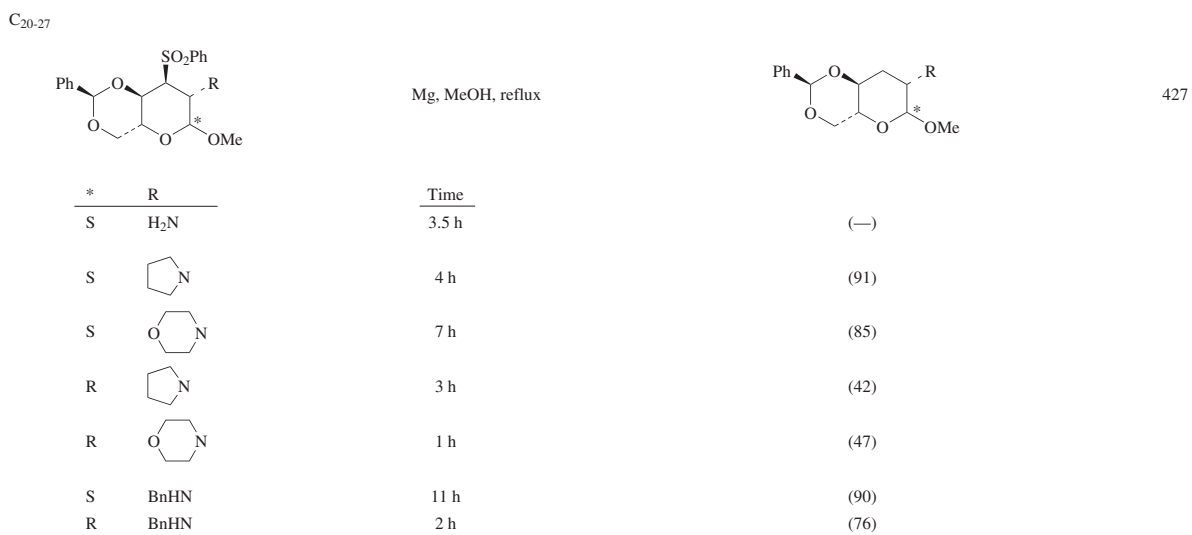 C20-27
SO2Ph
Ph O R
O * O OMe
Mg, MeOH, reflux
Ph O R
O * O OMe
427
* R Time
S H2N 3.5 h (—)
S N 4 h (91)
S O N 7 h (85)
R N 3 h (42)
R O N 1 h (47)
S BnHN 11 h (90)
R BnHN 2 h (76)